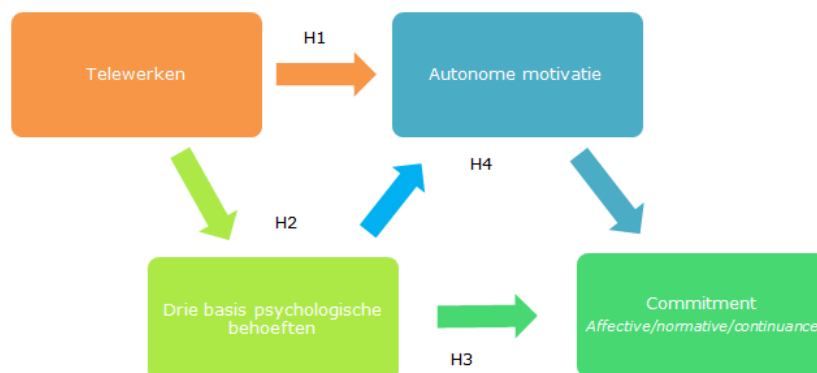 H1
Telewerken
Autonome motivatie
H4
H2
Drie basis psychologische
behoeften
Commitment
Affective/normative/continuance
H3